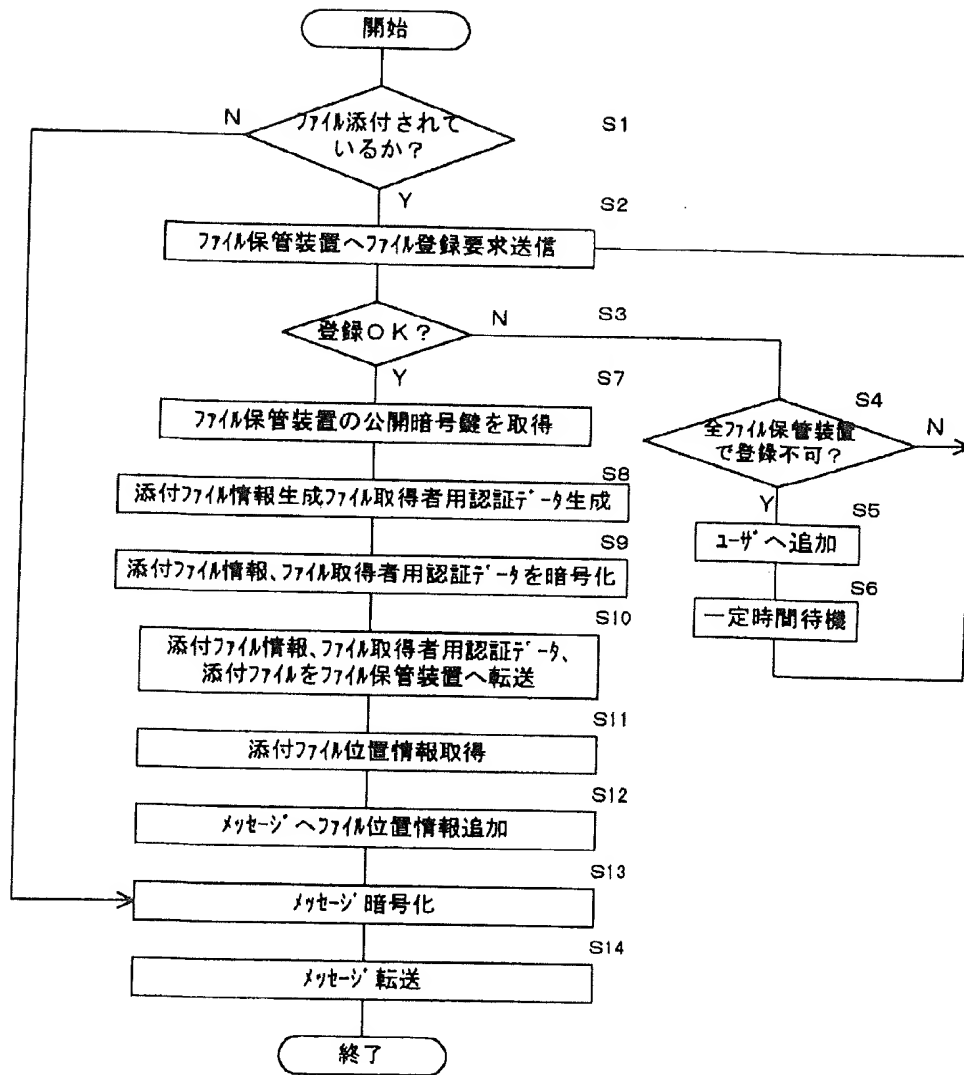 開始
N
ﾌｧｲﾙ添付されて
いるか？
S1
Y
S2
ﾌｧｲﾙ保管装置へﾌｧｲﾙ登録要求送信
登録ＯＫ？
N
S3
Y
S7
ﾌｧｲﾙ保管装置の公開暗号鍵を取得
S4
全ﾌｧｲﾙ保管装置
で登録不可？
N
Y
S8
添付ﾌｧｲﾙ情報生成ﾌｧｲﾙ取得者用認証ﾃﾞｰﾀ生成
S5
ﾕｰｻﾞへ追加
S9
添付ﾌｧｲﾙ情報、ﾌｧｲﾙ取得者用認証ﾃﾞｰﾀを暗号化
S6
一定時間待機
S10
添付ﾌｧｲﾙ情報、ﾌｧｲﾙ取得者用認証ﾃﾞｰﾀ、
添付ﾌｧｲﾙをﾌｧｲﾙ保管装置へ転送
S11
添付ﾌｧｲﾙ位置情報取得
S12
ﾒｯｾｰｼﾞへﾌｧｲﾙ位置情報追加
S13
ﾒｯｾｰｼﾞ暗号化
S14
ﾒｯｾｰｼﾞ転送
終了